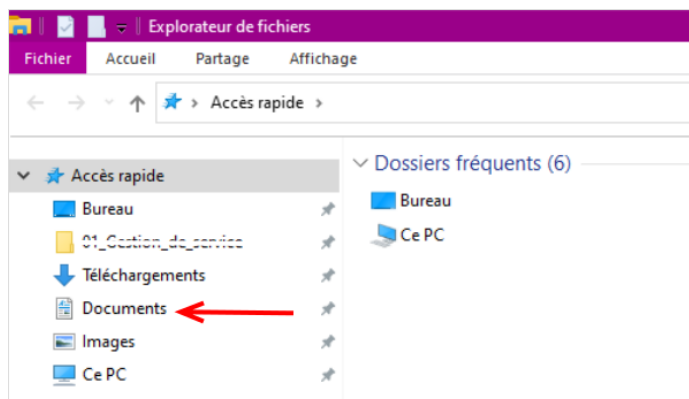 Explorateur de fichiers
Fichier Accueil Partage Affichage
Accès rapide
Accès rapide
Dossiers fréquents (6)
Bureau
Bureau
01_Gestion_de_service
Ce PC
Téléchargements
Documents
Images
Ce PC